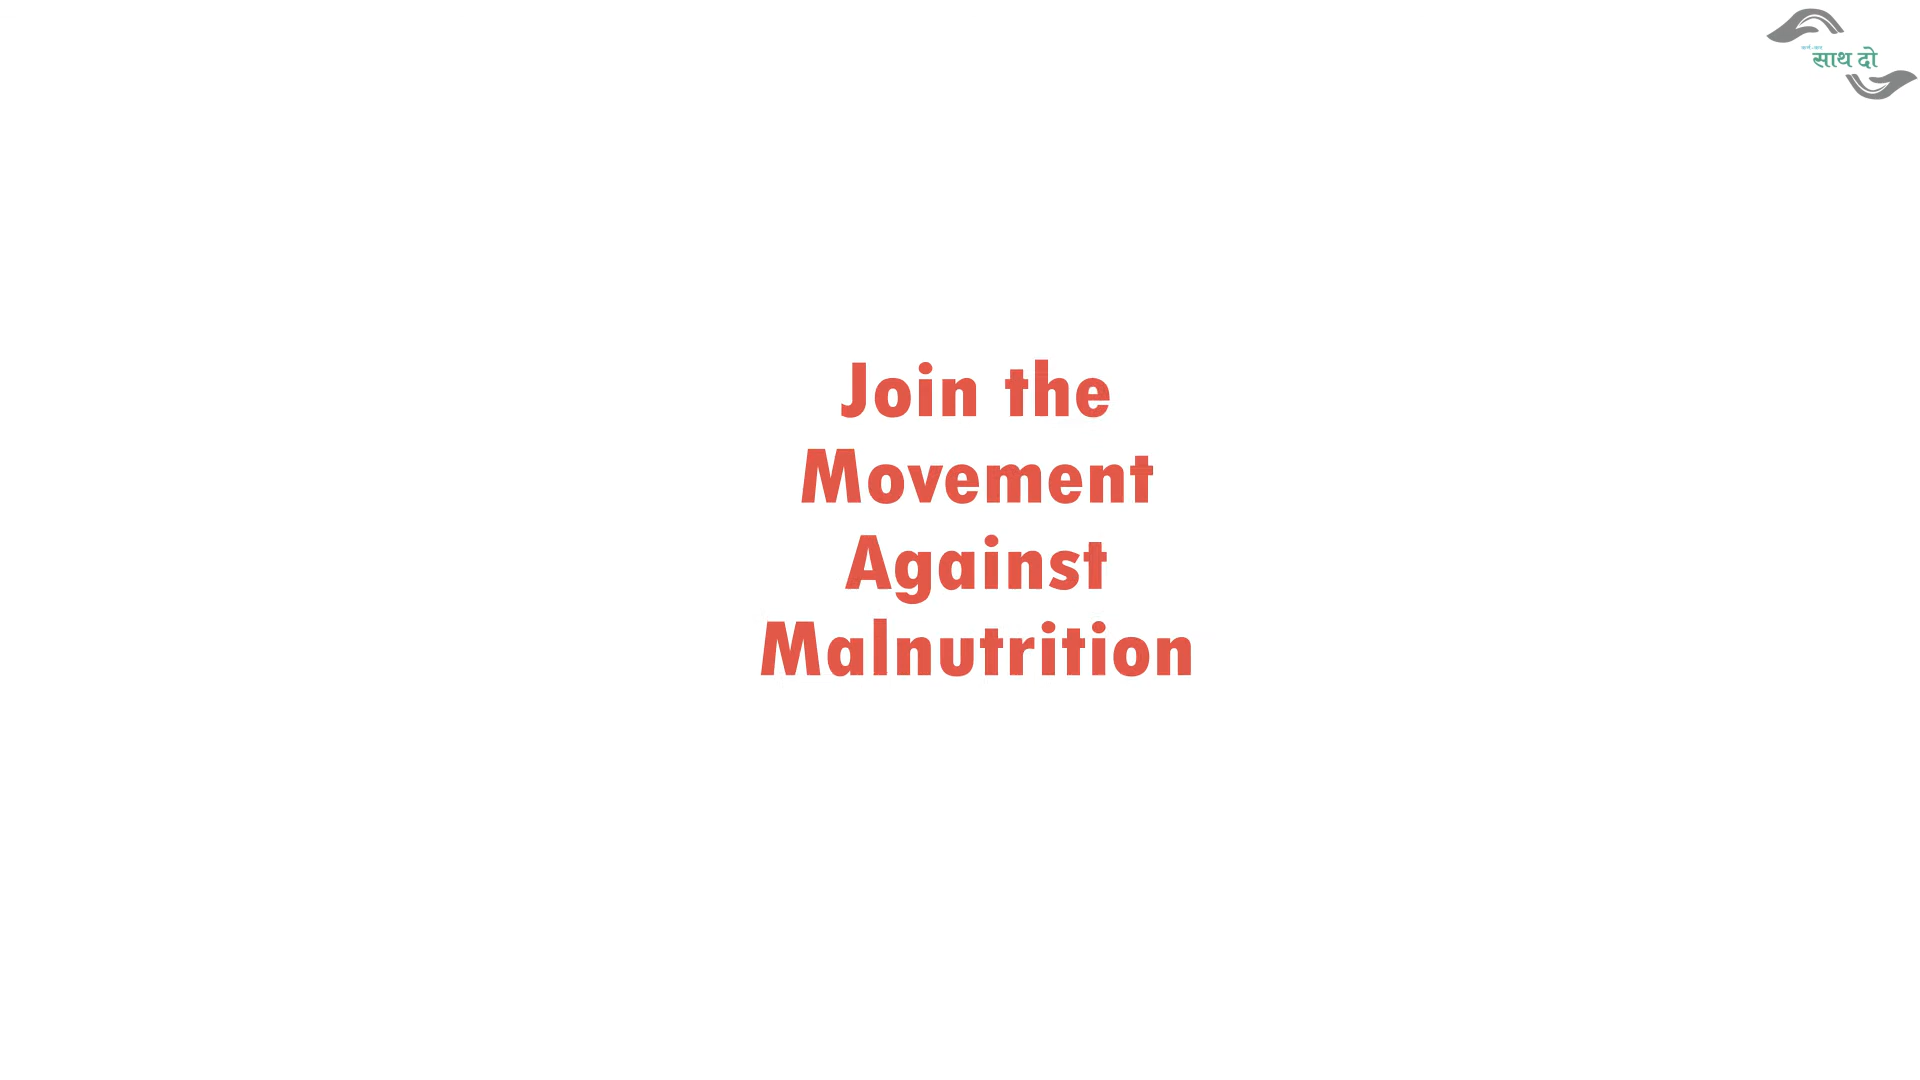 साथ दो
Join the
Movement
Against
Malnutrition